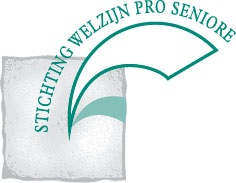 STICHTING WELZIJN PRO SENIORE